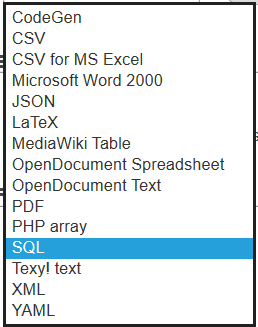 CodeGen
CSV
CSV for MS Excel
Microsoft Word 2000
JSON
LaTeX
MediaWiki Table
OpenDocument Spreadsheet
OpenDocument Text
PDF
PHP array
SQL
Texy! text
XML
YAML